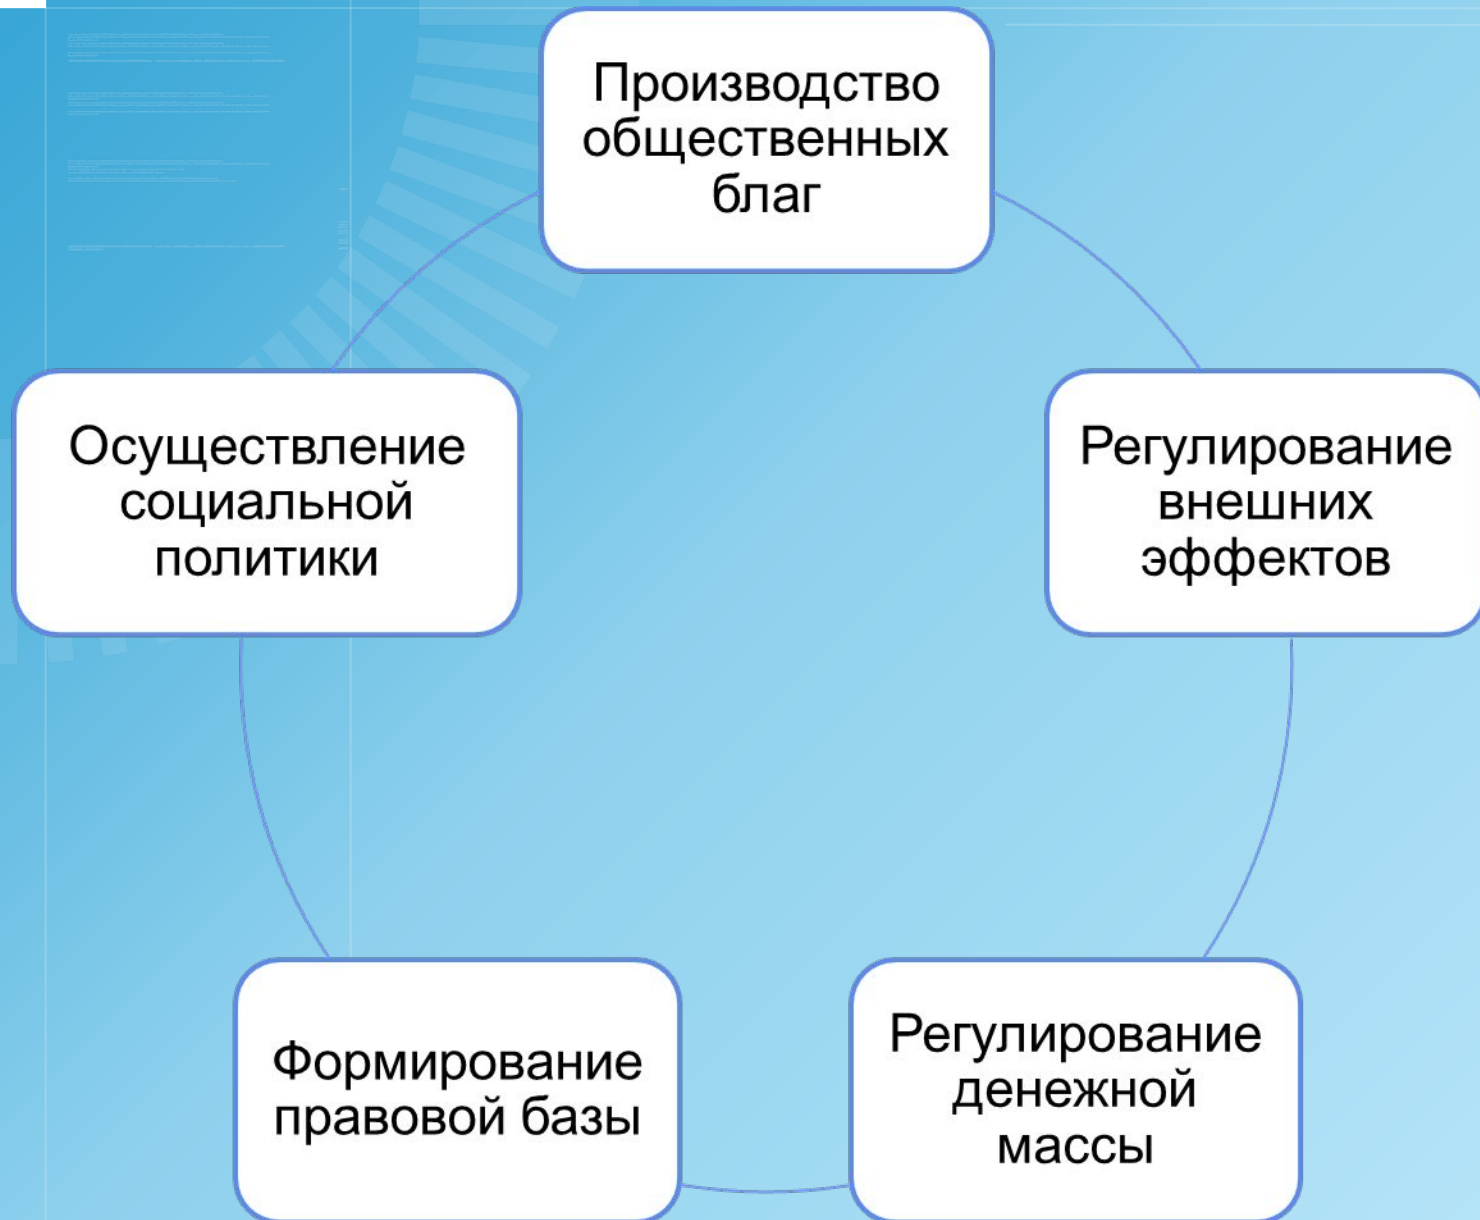 Производство
общественных
благ
Осуществление
социальной
политики
Регулирование
внешних
эффектов
Формирование
правовой базы
Регулирование
денежной
массы